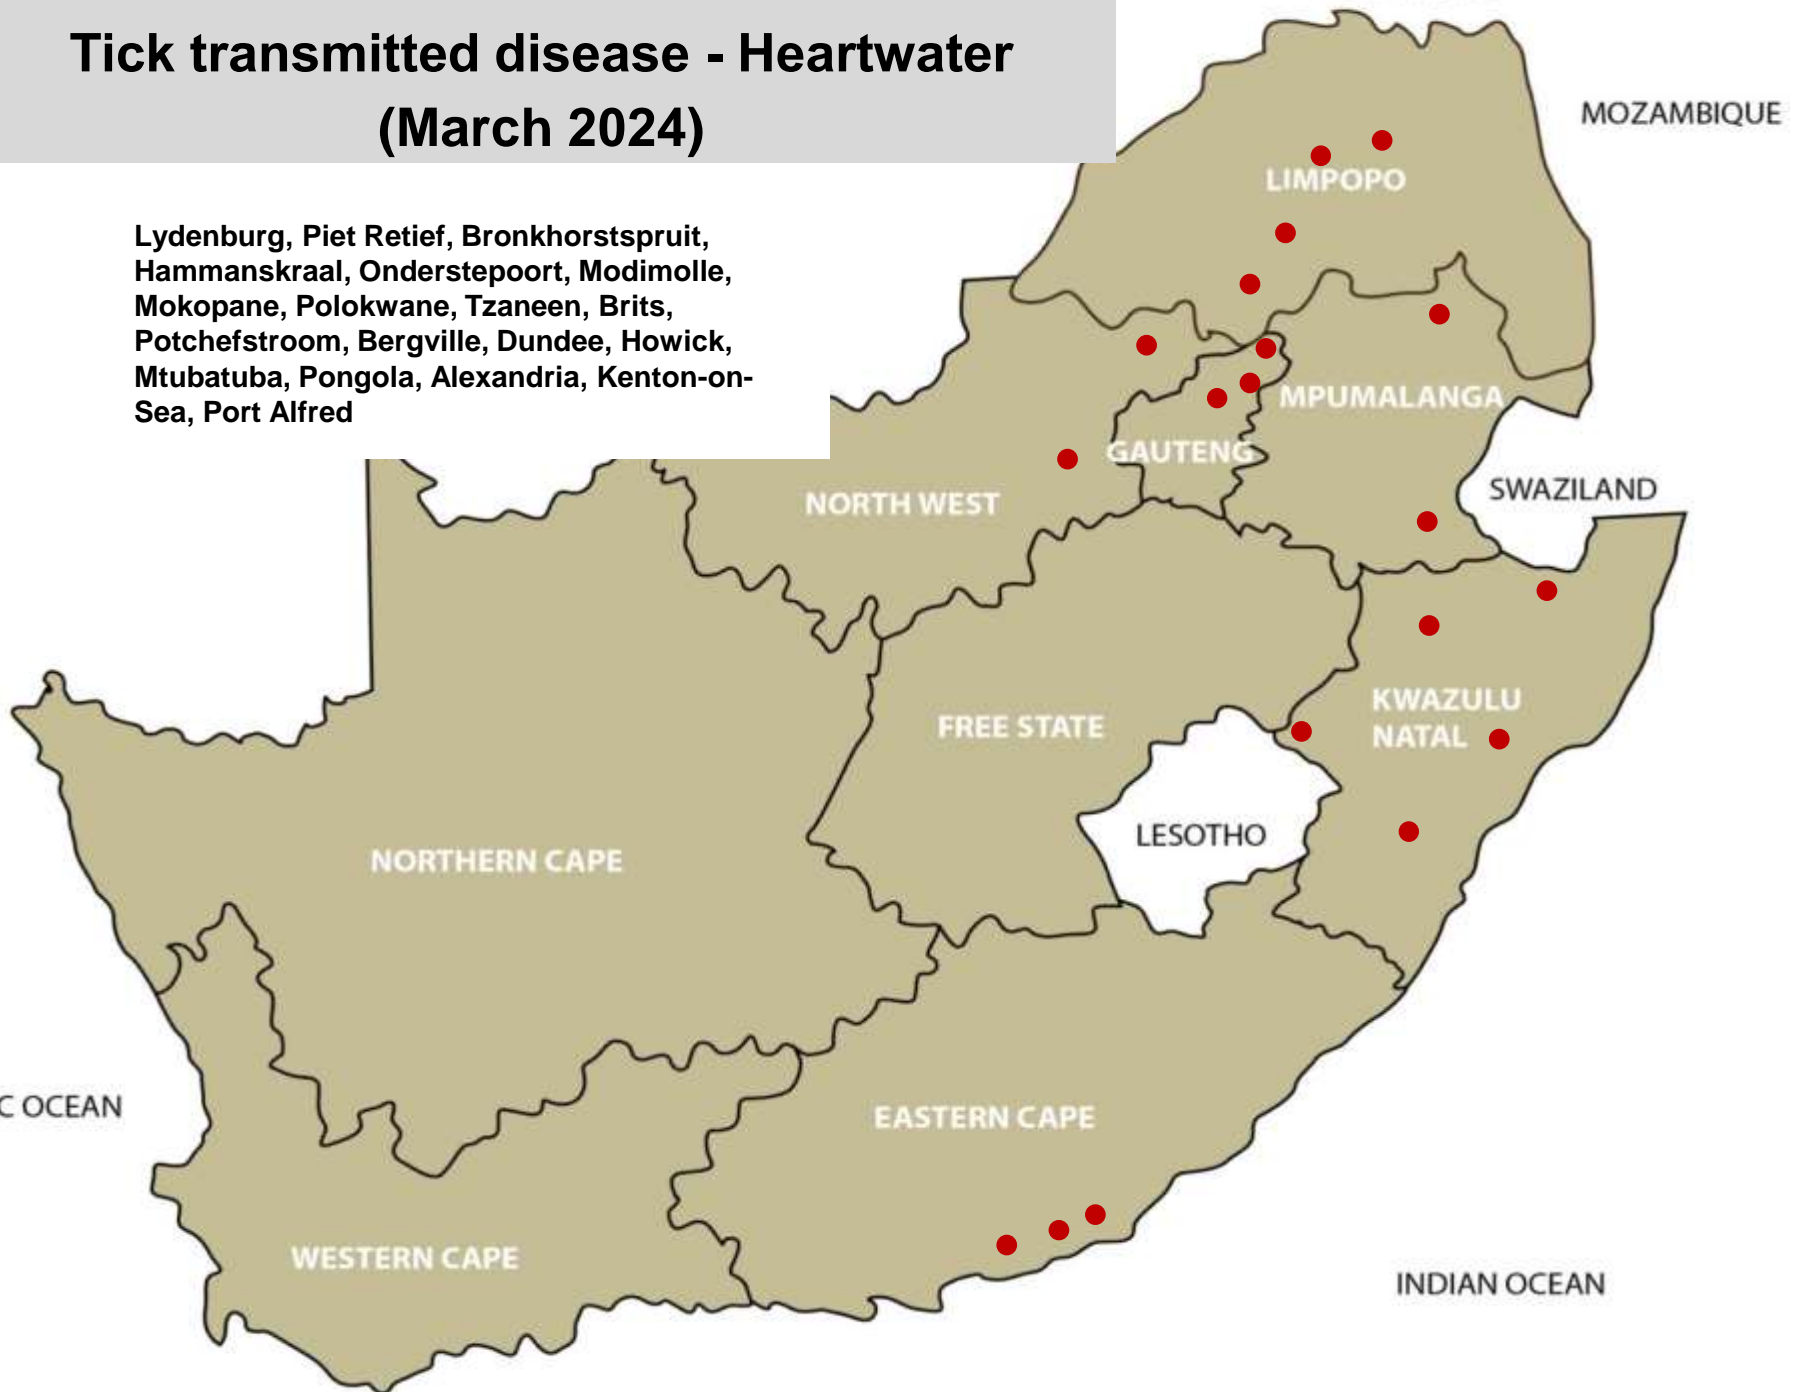 Tick transmitted disease - Heartwater
(March 2024)
MOZAMBIQUE
LIMPOPO
Lydenburg, Piet Retief, Bronkhorstspruit,
Hammanskraal, Onderstepoort, Modimolle,
Mokopane, Polokwane, Tzaneen, Brits,
Potchefstroom, Bergville, Dundee, Howick,
Mtubatuba, Pongola, Alexandria, Kenton-on-
Sea, Port Alfred
MPUMALANGA
GAUTENG
SWAZILAND
NORTH WEST
KWAZULU
NATAL
FREE STATE
LESOTHO
NORTHERN CAPE
C OCEAN
EASTERN CAPE
WESTERN CAPE
INDIAN OCEAN